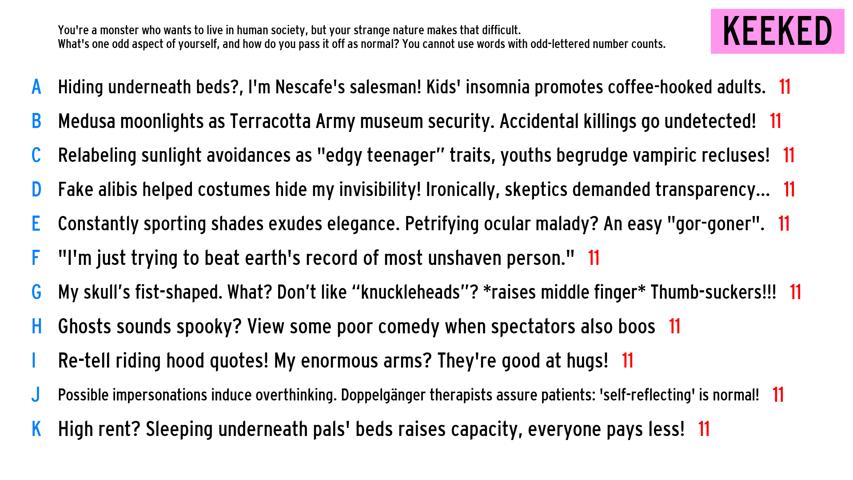 You're a monster who wants to live in human society, but your strange nature makes that difficult.
What's one odd aspect of yourself, and how do you pass it off as normal? You cannot use words with odd-lettered number counts.
KEEKED
A Hiding underneath beds?, I'm Nescafe's salesman! Kids' insomnia promotes coffee-hooked adults. 11
B Medusa moonlights as Terracotta Army museum security. Accidental killings go undetected! 11
C Relabeling sunlight avoidances as "edgy teenager” traits, youths begrudge vampiric recluses! 11
D Fake alibis helped costumes hide my invisibility! Ironically, skeptics demanded transparency... 11
E Constantly sporting shades exudes elegance. Petrifying ocular malady? An easy "gor-goner". 11
F "I'm just trying to beat earth's record of most unshaven person." 11
G My skull’s fist-shaped. What? Don’t like “knuckleheads”? *raises middle finger* Thumb-suckers!!! 11
H Ghosts sounds spooky? View some poor comedy when spectators also boos 11
I Re-tell riding hood quotes! My enormous arms? They're good at hugs! 11
J Possible impersonations induce overthinking. Doppelgänger therapists assure patients: 'self-reflecting' is normal! 11
K High rent? Sleeping underneath pals' beds raises capacity, everyone pays less! 11